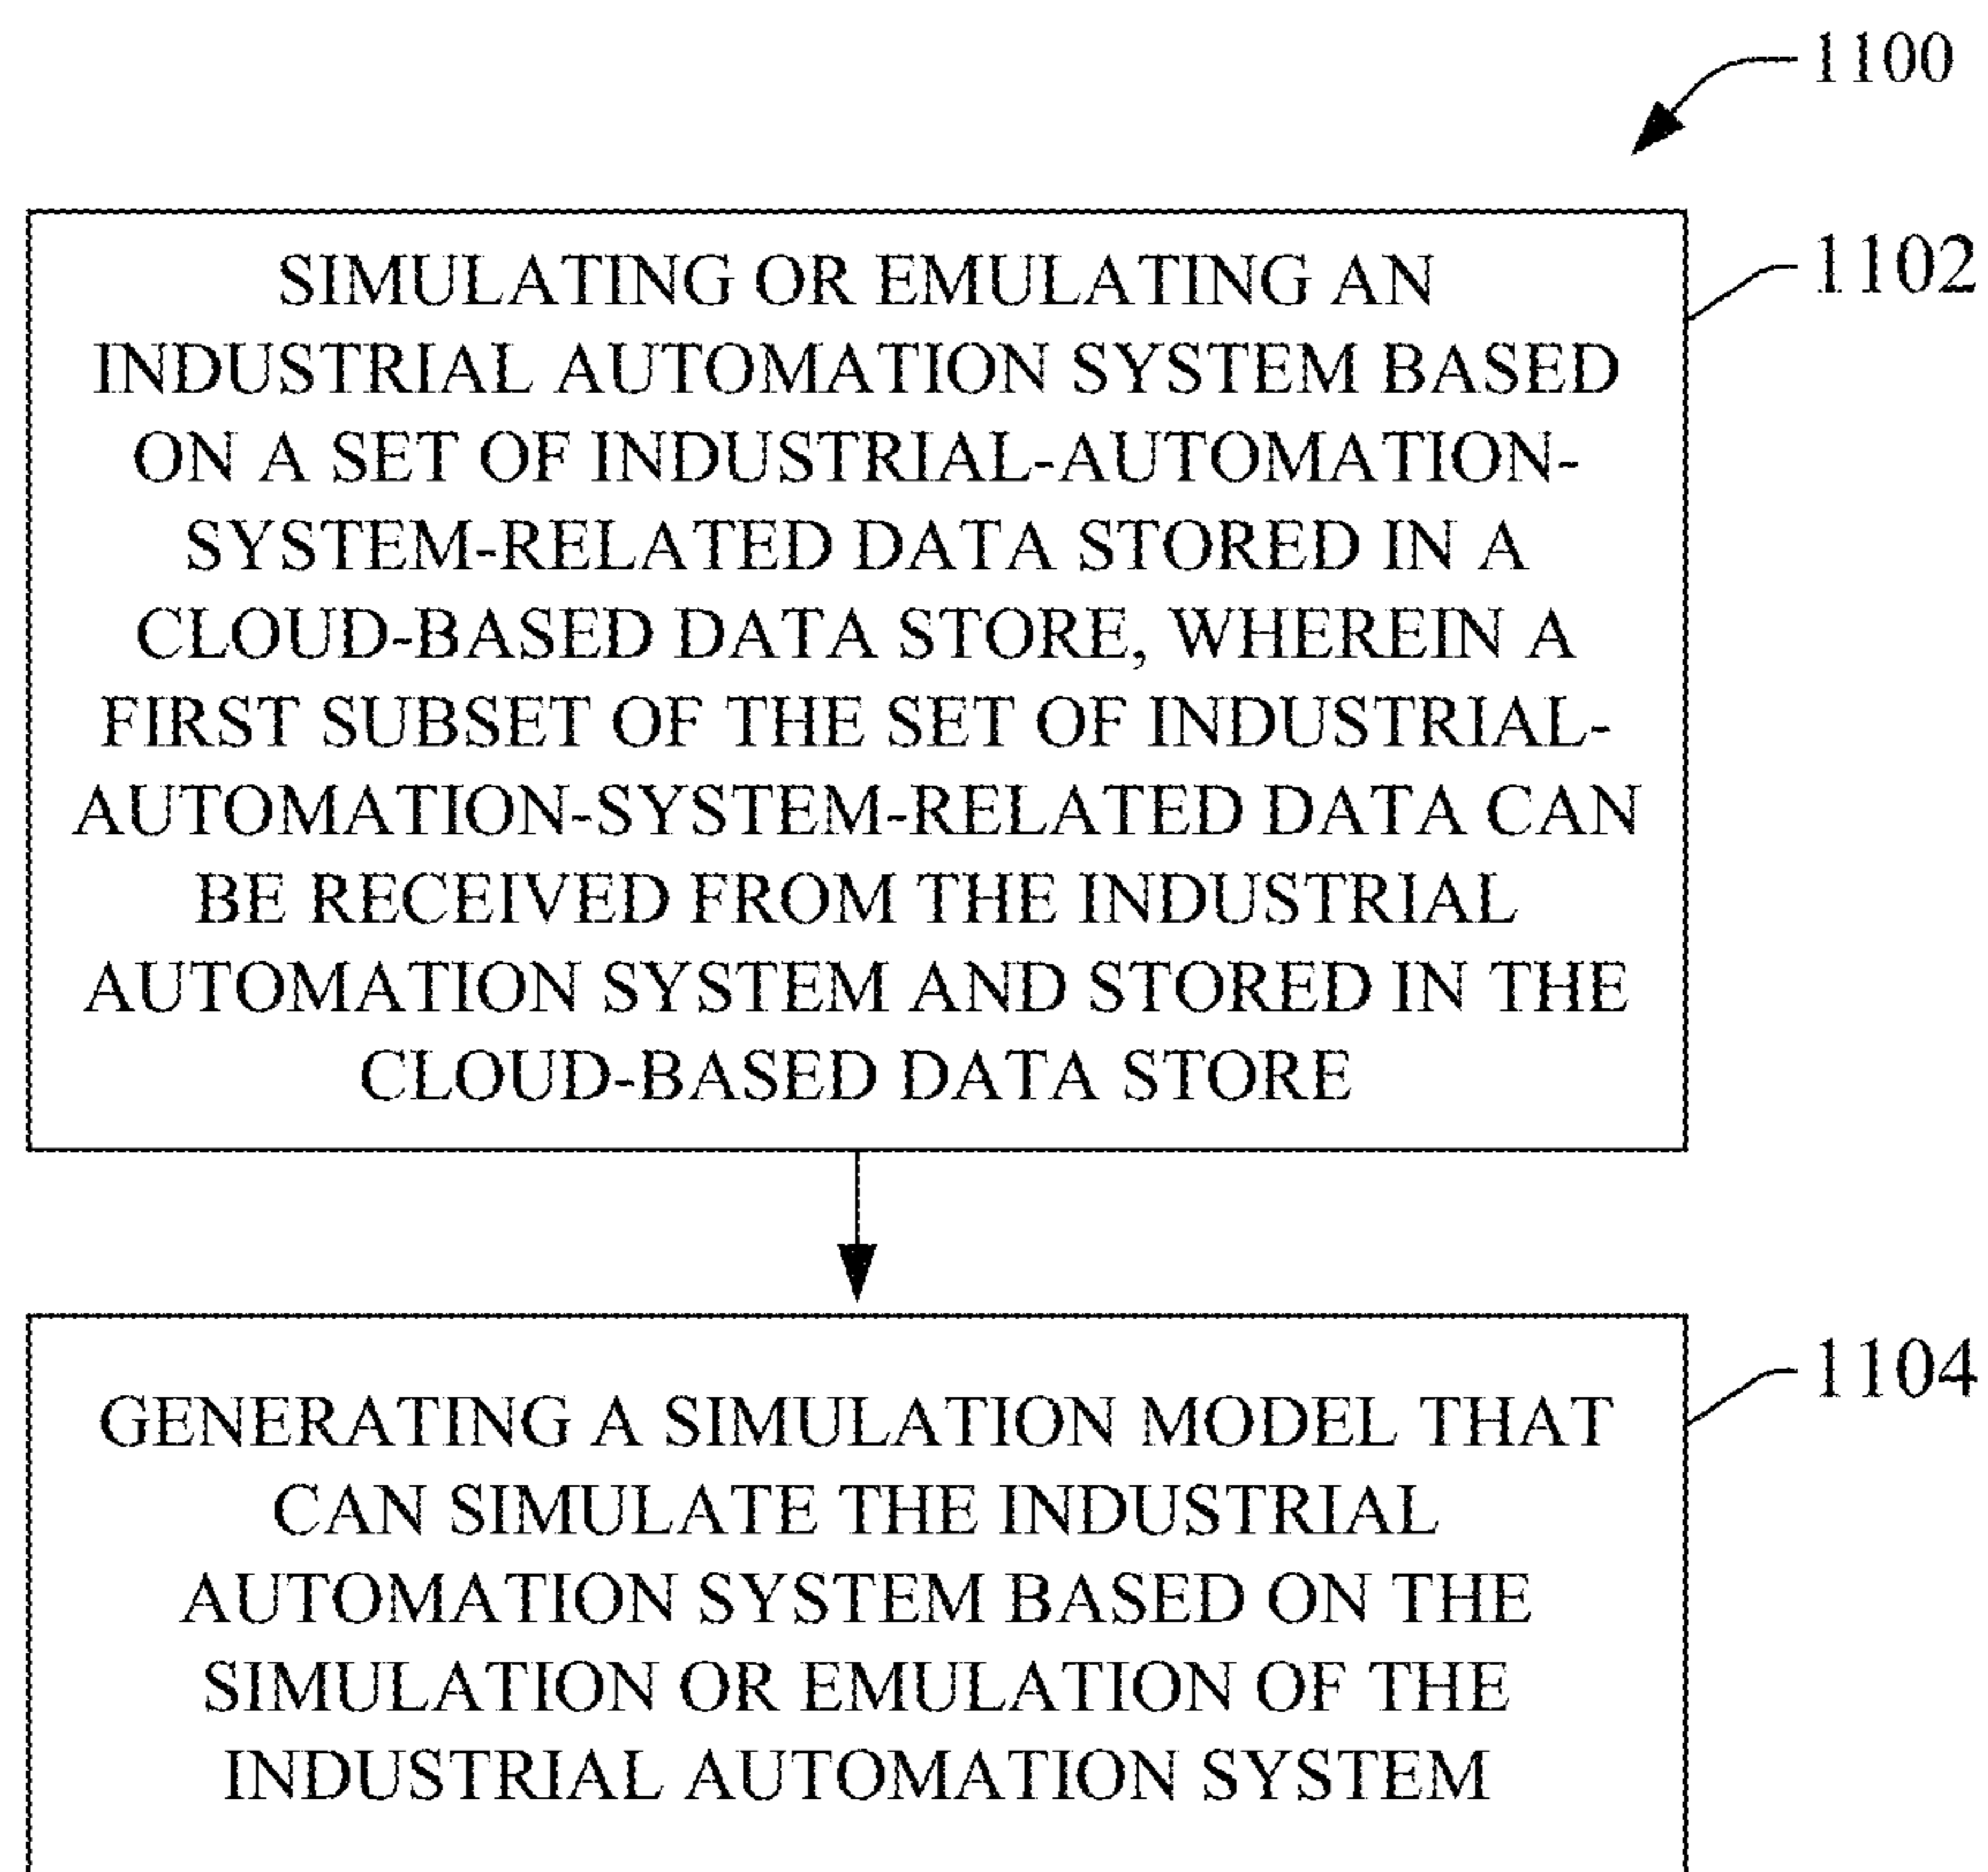 1100
1102
SIMULATING OR EMULATING AN
INDUSTRIAL AUTOMATION SYSTEM BASED
ON A SET OF INDUSTRIAL-AUTOMATION-
SYSTEM-RELATED DATA STORED IN A
CLOUD-BASED DATA STORE, WHEREIN A
FIRST SUBSET OF THE SET OF INDUSTRIAL-
AUTOMATION-SYSTEM-RELATED DATA CAN
BE RECEIVED FROM THE INDUSTRIAL
AUTOMATION SYSTEM AND STORED IN THE
CLOUD-BASED DATA STORE
1104
GENERATING A SIMULATION MODEL THAT
CAN SIMULATE THE INDUSTRIAL
AUTOMATION SYSTEM BASED ON THE
SIMULATION OR EMULATION OF THE
INDUSTRIAL AUTOMATION SYSTEM